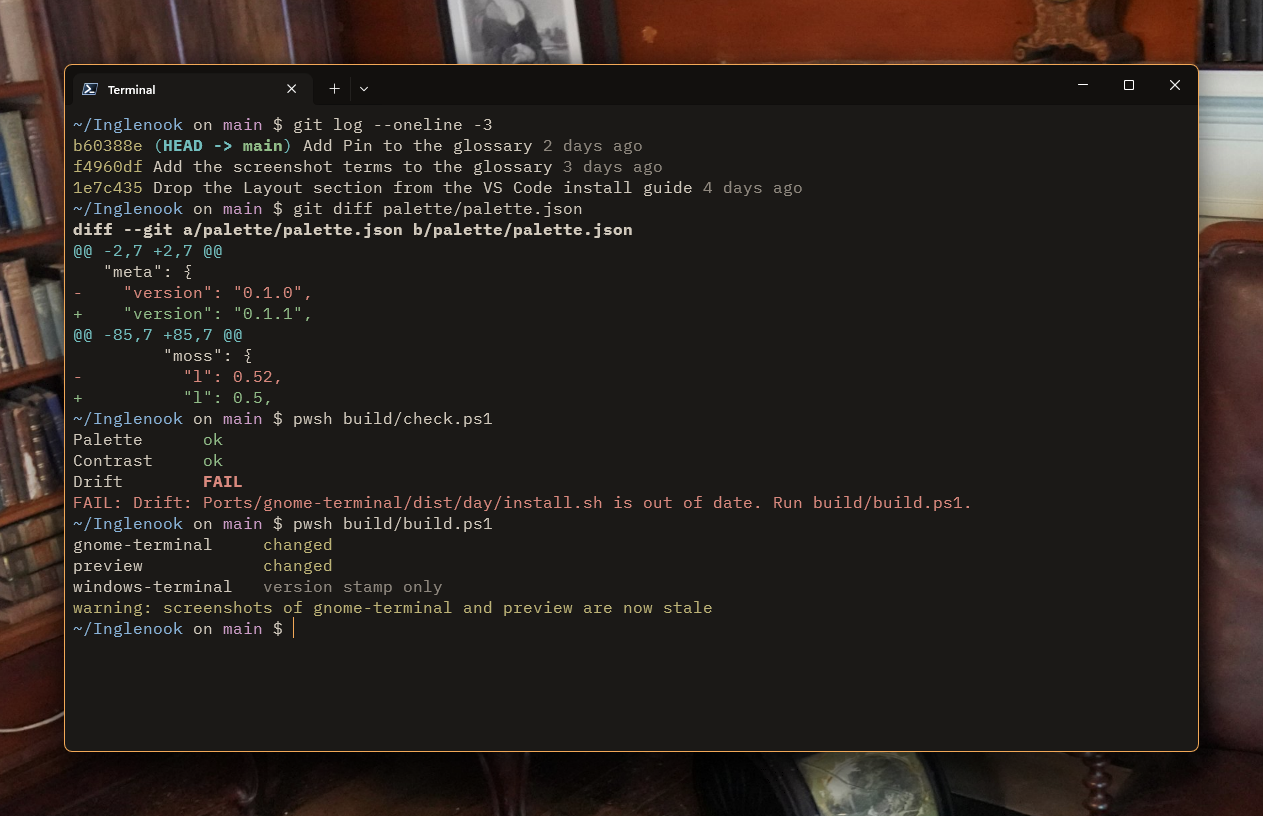 Terminal
~/Inglenook on main $ git log --oneline -3
b60388e (HEAD -> main) Add Pin to the glossary 2 days ago
f4960df Add the screenshot terms to the glossary 3 days ago
1e7c435 Drop the Layout section from the VS Code install guide 4 days ago
~/Inglenook on main $ git diff palette/palette.json
diff --git a/palette/palette.json b/palette/palette.json
@@ -2,7 +2,7 @@
   "meta": {
-    "version": "0.1.0",
+    "version": "0.1.1",
@@ -85,7 +85,7 @@
         "moss": {
-          "l": 0.52,
+          "l": 0.5,
~/Inglenook on main $ pwsh build/check.ps1
Palette      ok
Contrast     ok
Drift        FAIL
FAIL: Drift: Ports/gnome-terminal/dist/day/install.sh is out of date. Run build/build.ps1.
~/Inglenook on main $ pwsh build/build.ps1
gnome-terminal     changed
preview            changed
windows-terminal   version stamp only
warning: screenshots of gnome-terminal and preview are now stale
~/Inglenook on main $